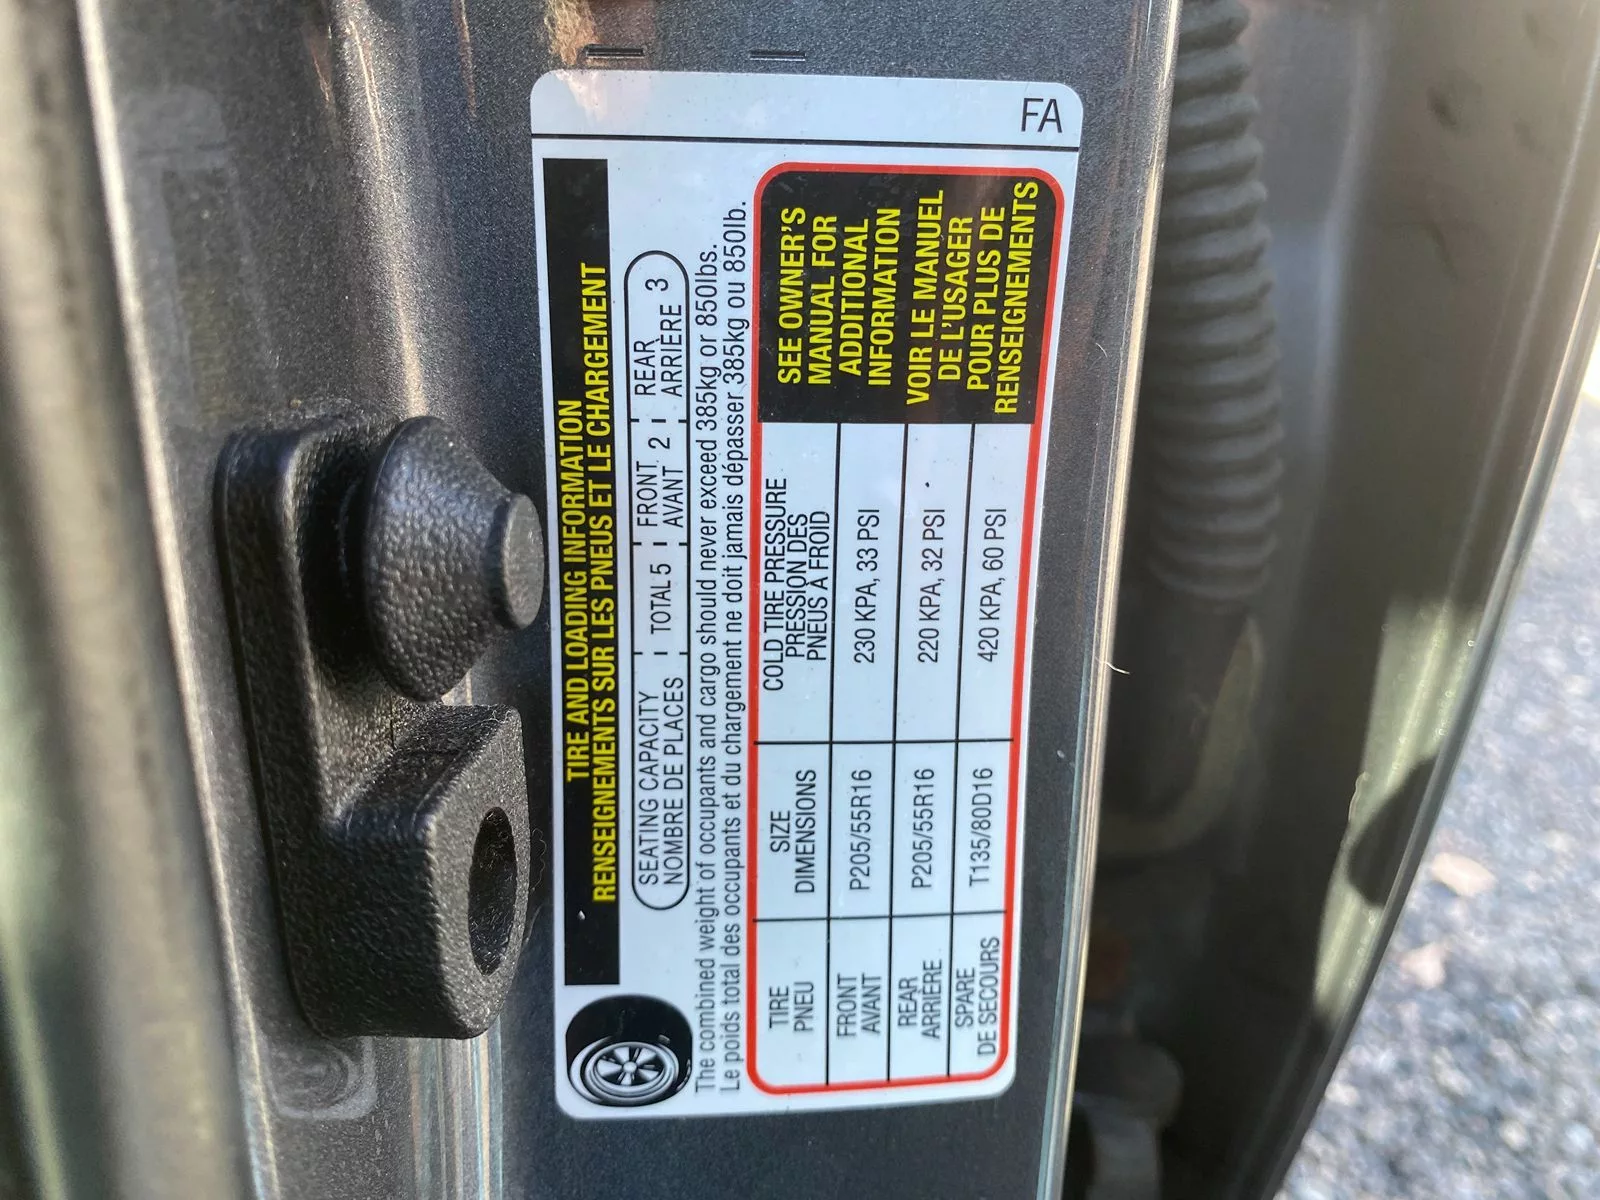 FA
TIRE AND LOADING INFORMATION
RENSEIGNEMENTS SUR LES PNEUS ET LE CHARGEMENT
SEATING CAPACITY TOTAL 5 FRONT 2 REAR 3
NOMBRE DE PLACES AVANT ARRIÈRE
The combined weight of occupants and cargo should never exceed 385kg or 850lbs.
Le poids total des occupants et du chargement ne doit jamais dépasser 385kg ou 850lb.
TIRE SIZE COLD TIRE PRESSURE
PNEU DIMENSIONS PRESSION DES
PNEUS À FROID
FRONT P205/55R16 230 KPA, 33 PSI
AVANT
REAR P205/55R16 220 KPA, 32 PSI
ARRIÈRE
SPARE T135/80D16 420 KPA, 60 PSI
DE SECOURS
SEE OWNER'S
MANUAL FOR
ADDITIONAL
INFORMATION
VOIR LE MANUEL
DE L'USAGER
POUR PLUS DE
RENSEIGNEMENTS